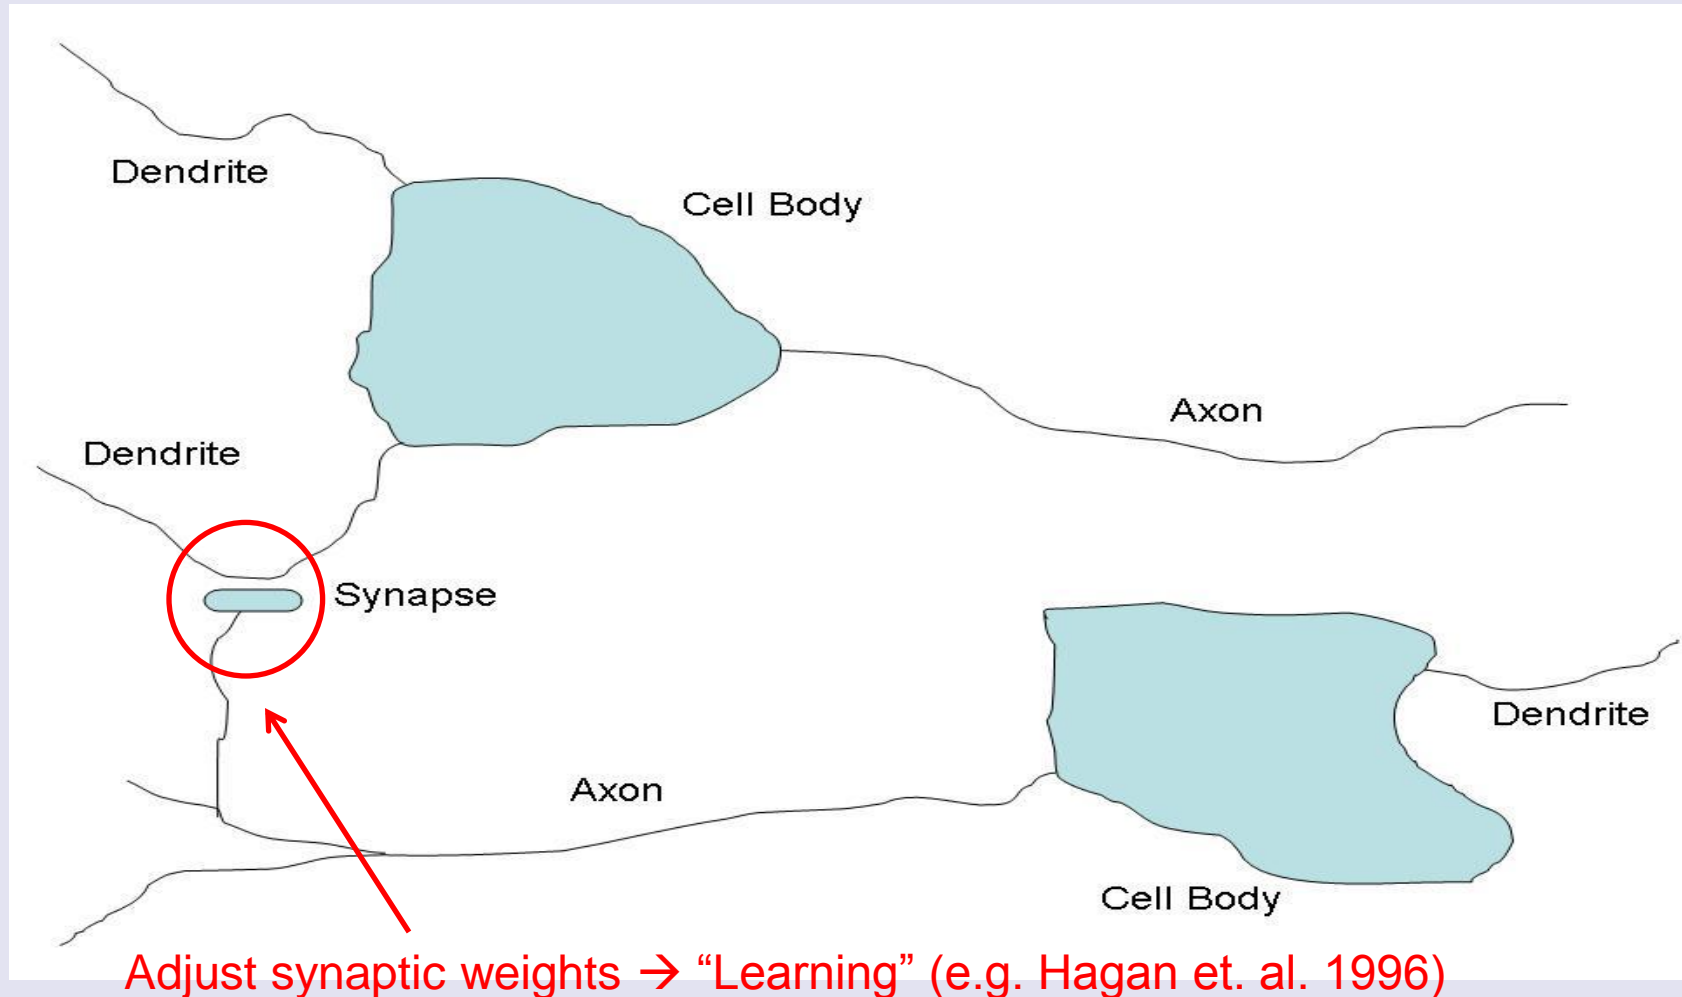 Dendrite
Cell Body
Axon
Dendrite
Synapse
Dendrite
Axon
Cell Body
Adjust synaptic weights → “Learning” (e.g. Hagan et. al. 1996)